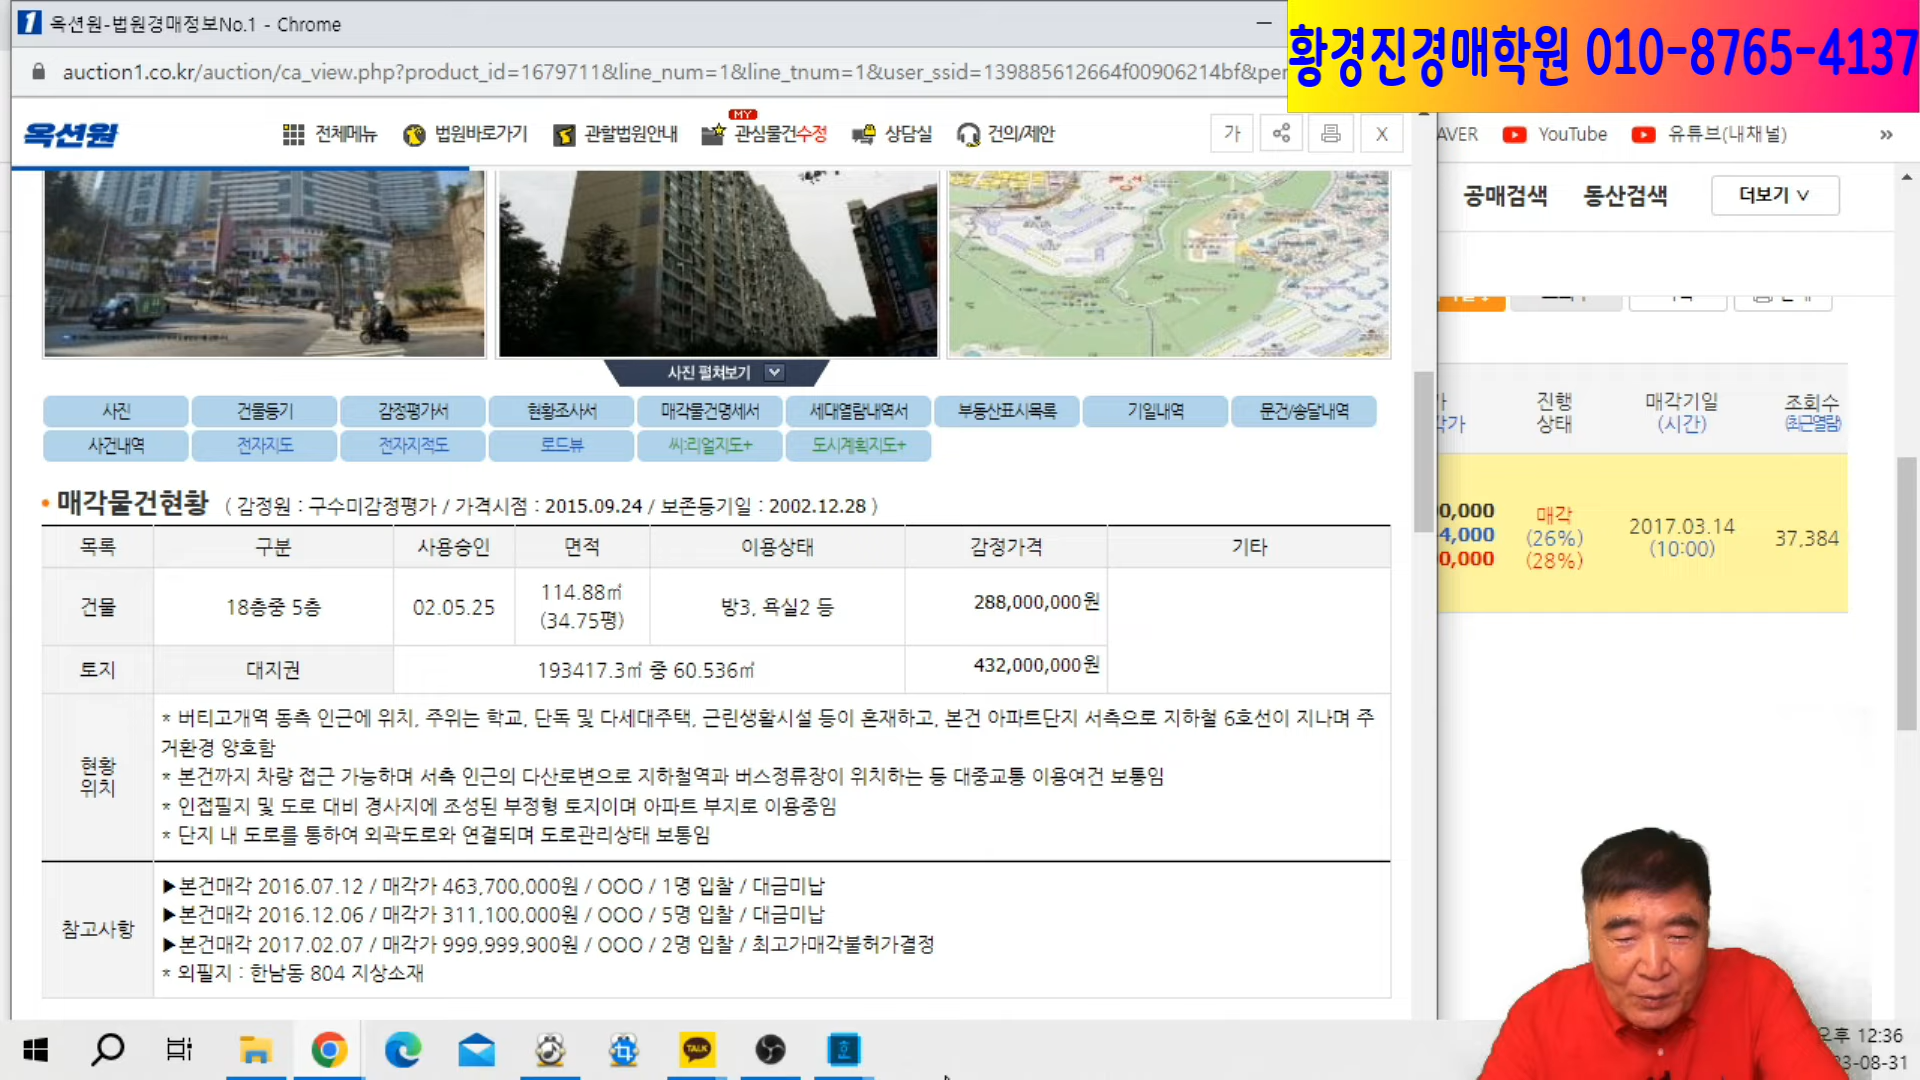 옥션원-법원경매정보No.1 - Chrome
황경진경매학원 010-8765-4137
auction1.co.kr/auction/ca_view.php?product_id=1679711&line_num=1&line_tnum=1&user_ssid=139885612664f00906214bf&per
옥션원
전체메뉴
법원바로가기
관할법원안내
MY
관심물건수정
상담실
건의/제안
가
X
AVER
YouTube
유튜브(내채널)
»
공매검색 동산검색 더보기 ∨
사진 펼쳐보기
사진 건물등기 감정평가서 현황조사서 매각물건명세서 세대열람내역서 부동산표시목록 기일내역 문건/송달내역
사건내역 전자지도 전자지적도 로드뷰 씨:리얼지도+ 도시계획지도+
진행 상태
매각기일 (시간)
조회수 (최근열람)
0,000
4,000
0,000
매각
(26%)
(28%)
2017.03.14
(10:00)
37,384
• 매각물건현황 ( 감정원 : 구수미감정평가 / 가격시점 : 2015.09.24 / 보존등기일 : 2002.12.28 )
목록 구분 사용승인 면적 이용상태 감정가격 기타
건물 18층중 5층 02.05.25 114.88㎡ (34.75평) 방3, 욕실2 등 288,000,000원
토지 대지권 193417.3㎡ 중 60.536㎡ 432,000,000원
현황 위치
* 버티고개역 동측 인근에 위치, 주위는 학교, 단독 및 다세대주택, 근린생활시설 등이 혼재하고, 본건 아파트단지 서측으로 지하철 6호선이 지나며 주
거환경 양호함
* 본건까지 차량 접근 가능하며 서측 인근의 다산로변으로 지하철역과 버스정류장이 위치하는 등 대중교통 이용여건 보통임
* 인접필지 및 도로 대비 경사지에 조성된 부정형 토지이며 아파트 부지로 이용중임
* 단지 내 도로를 통하여 외곽도로와 연결되며 도로관리상태 보통임
참고사항
▶본건매각 2016.07.12 / 매각가 463,700,000원 / OOO / 1명 입찰 / 대금미납
▶본건매각 2016.12.06 / 매각가 311,100,000원 / OOO / 5명 입찰 / 대금미납
▶본건매각 2017.02.07 / 매각가 999,999,900원 / OOO / 2명 입찰 / 최고가매각불허가결정
* 외필지 : 한남동 804 지상소재
TALK
오후 12:36
3-08-31